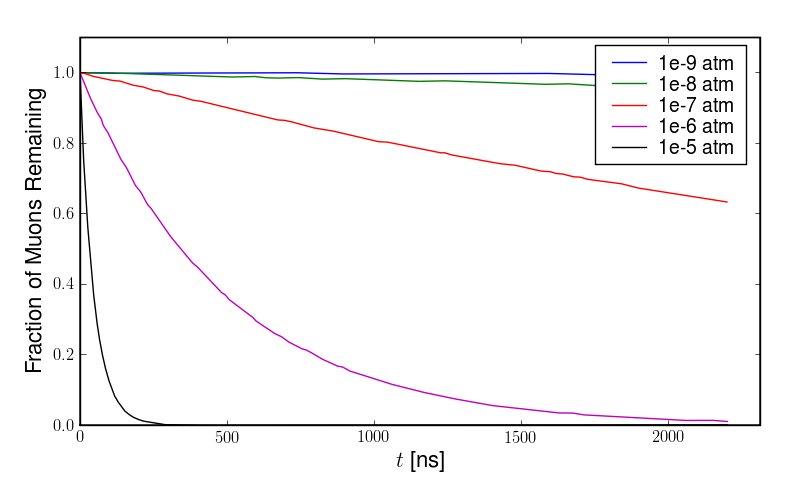 1e-9 atm
1e-8 atm
1e-7 atm
1e-6 atm
1e-5 atm
Fraction of Muons Remaining
1.0
0.8
0.6
0.4
0.2
0.0
0 500 1000 1500 2000
t [ns]